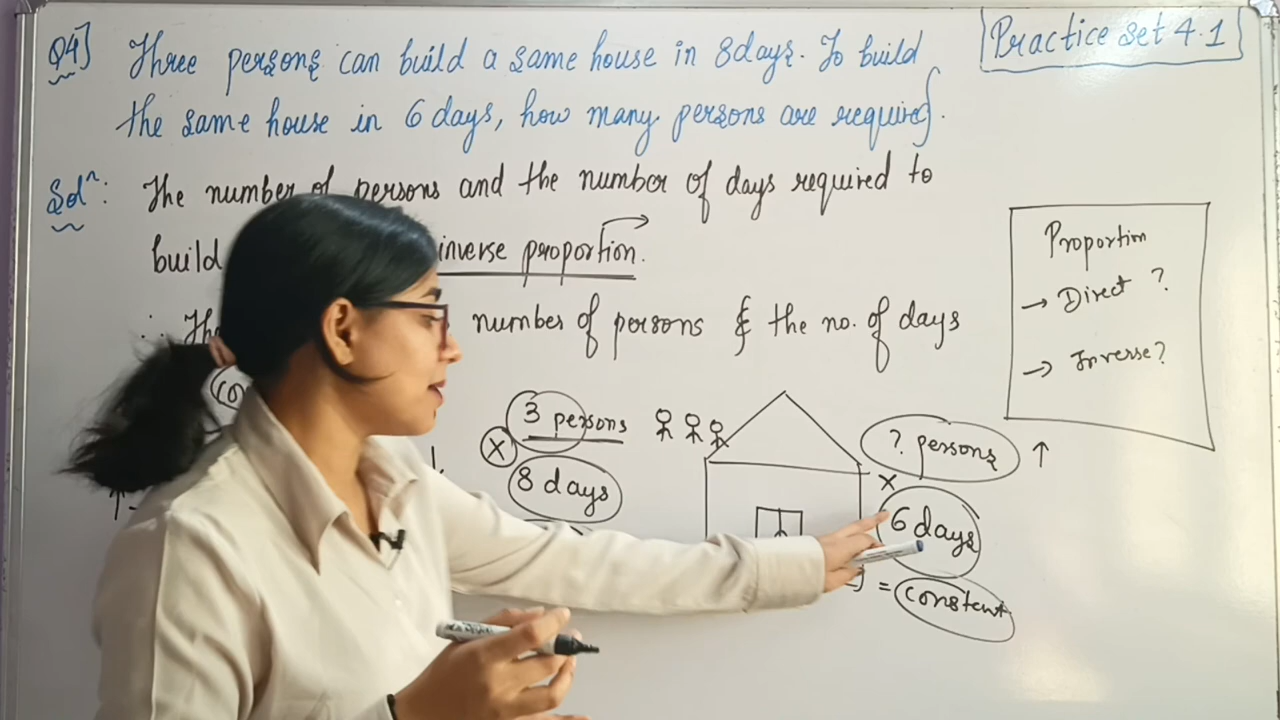 Practice Set 4.1
Q4] Three persons can build a same house in 8 days. To build
the same house in 6 days, how many persons are required.
Solⁿ: The number of persons and the number of days required to
build inverse proportion.
∴ number of persons & the no. of days
Proportion
→ Direct ?
→ Inverse?
3 persons
×
8 days
? persons ↑
×
6 days
= constant